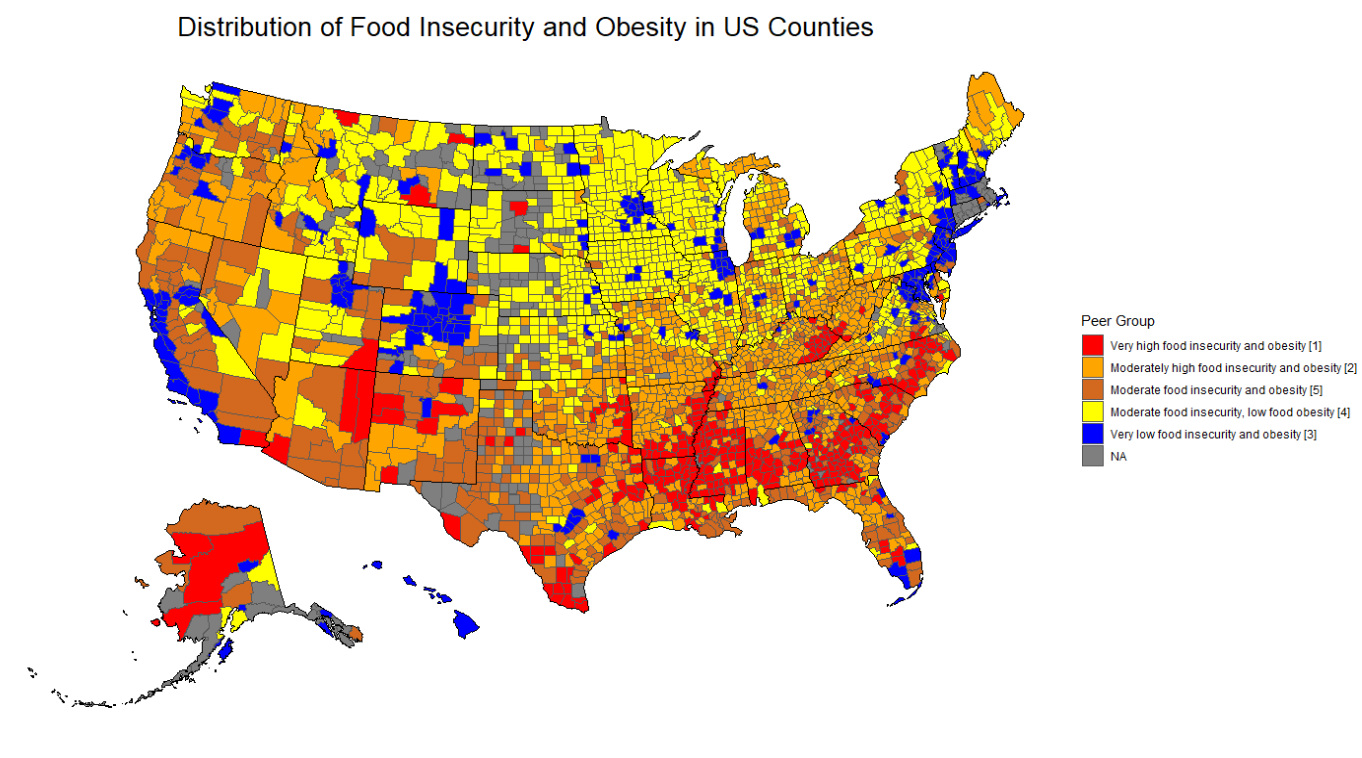 Distribution of Food Insecurity and Obesity in US Counties
Peer Group
Very high food insecurity and obesity [1]
Moderately high food insecurity and obesity [2]
Moderate food insecurity and obesity [5]
Moderate food insecurity, low food obesity [4]
Very low food insecurity and obesity [3]
NA